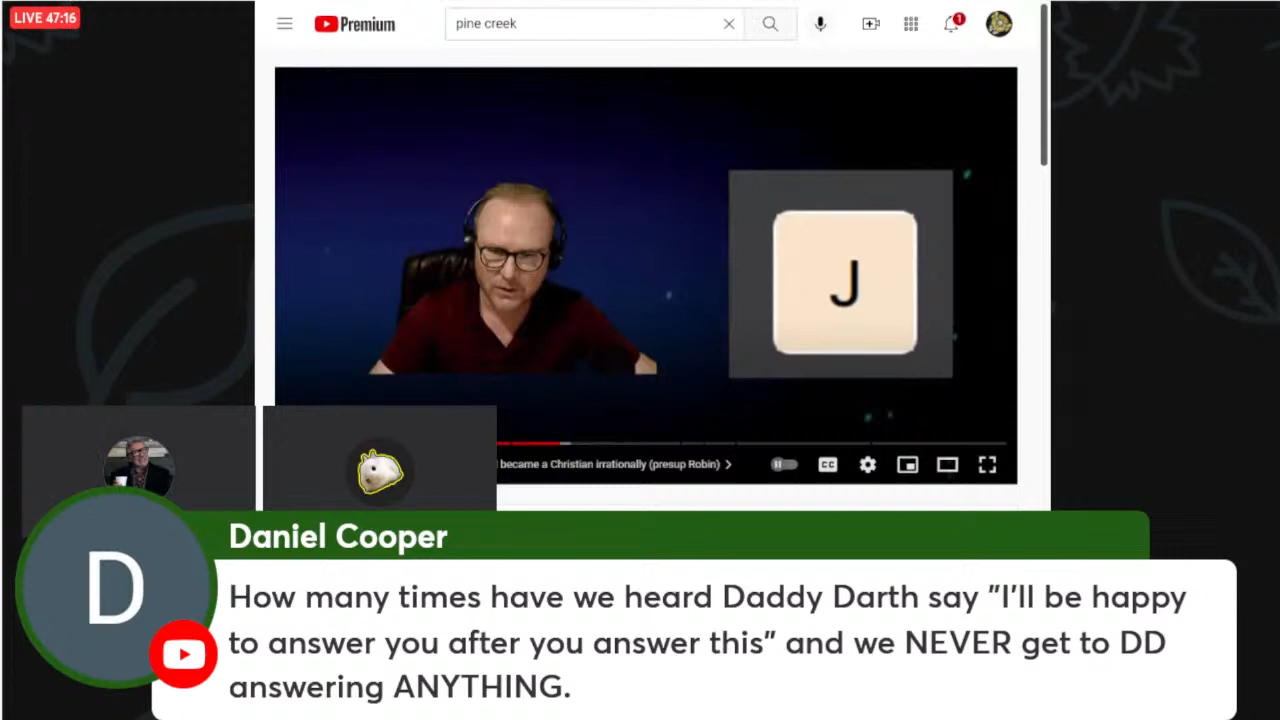 LIVE 47:16
Premium
pine creek
1
J
became a Christian irrationally (presup Robin)
CC
D
Daniel Cooper
How many times have we heard Daddy Darth say "I'll be happy
to answer you after you answer this" and we NEVER get to DD
answering ANYTHING.